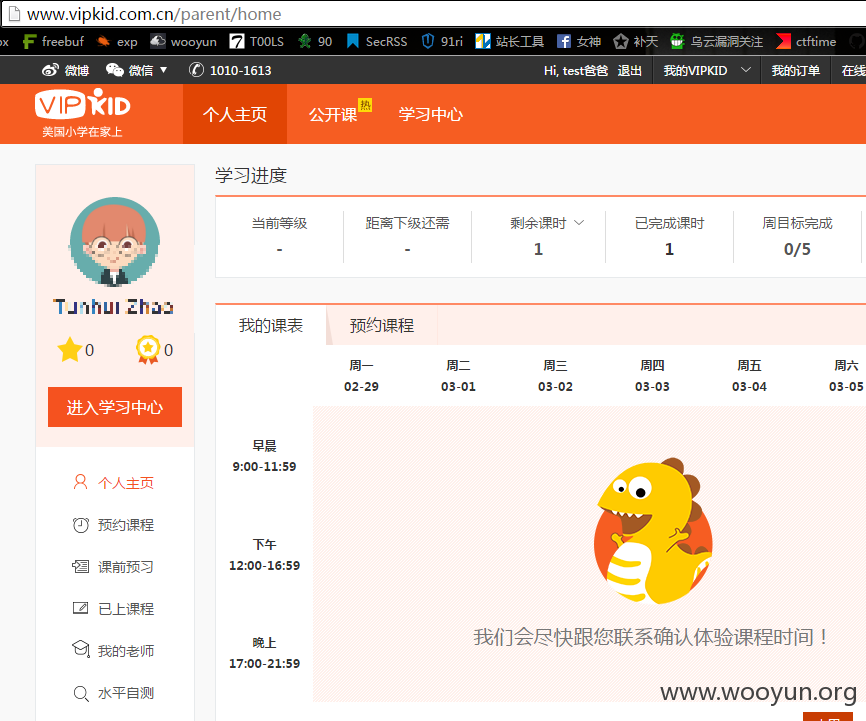 www.vipkid.com.cn/parent/home
ox freebuf exp wooyun T00LS 90 SecRSS 91ri 站长工具 女神 补天 乌云漏洞关注 ctftime
微博 微信 1010-1613 Hi, test爸爸 退出 我的VIPKID 我的订单 在线
VIPKID
美国小学在家上
个人主页 公开课 热 学习中心
学习进度
当前等级 距离下级还需 剩余课时 已完成课时 周目标完成
- - 1 1 0/5
0 0
进入学习中心
我的课表 预约课程
周一 周二 周三 周四 周五 周六
02-29 03-01 03-02 03-03 03-04 03-05
早晨
9:00-11:59
下午
12:00-16:59
晚上
17:00-21:59
我们会尽快跟您联系确认体验课程时间！
个人主页
预约课程
课前预习
已上课程
我的老师
水平自测
www.wooyun.org